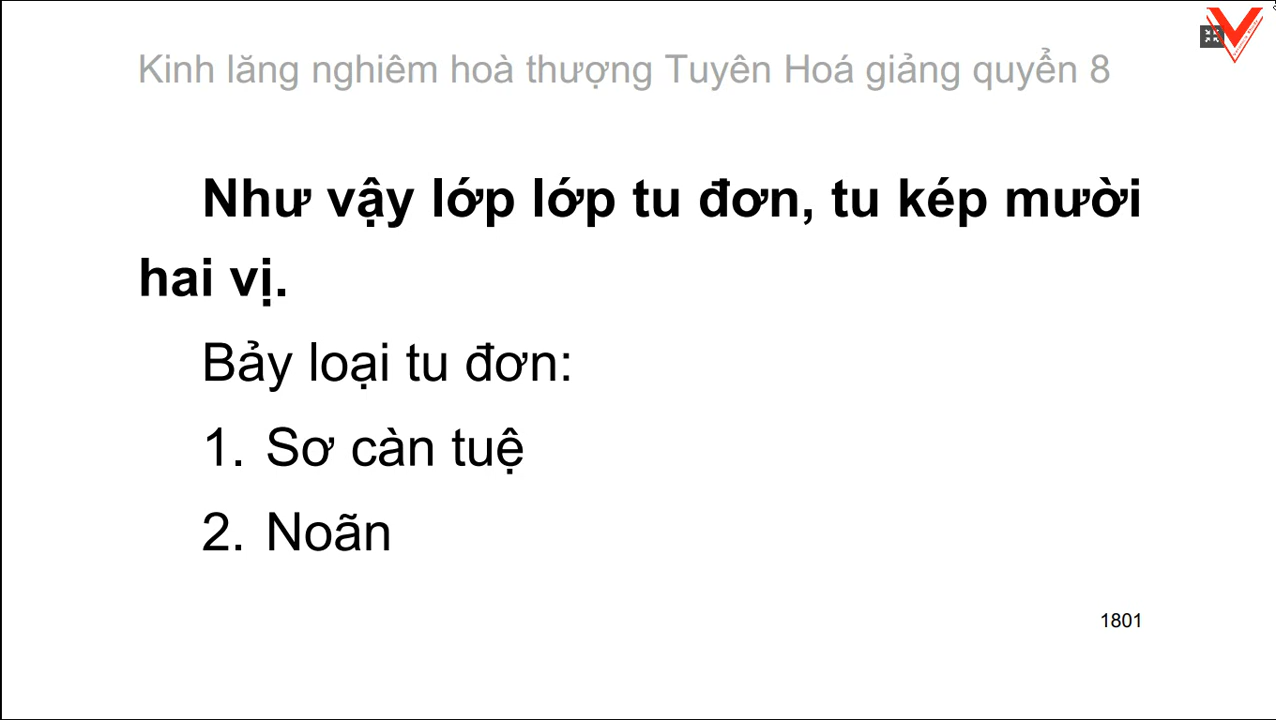 Kinh lăng nghiêm hoà thượng Tuyên Hoá giảng quyển 8
Như vậy lớp lớp tu đơn, tu kép mười
hai vị.
Bảy loại tu đơn:
1. Sơ càn tuệ
2. Noãn
1801